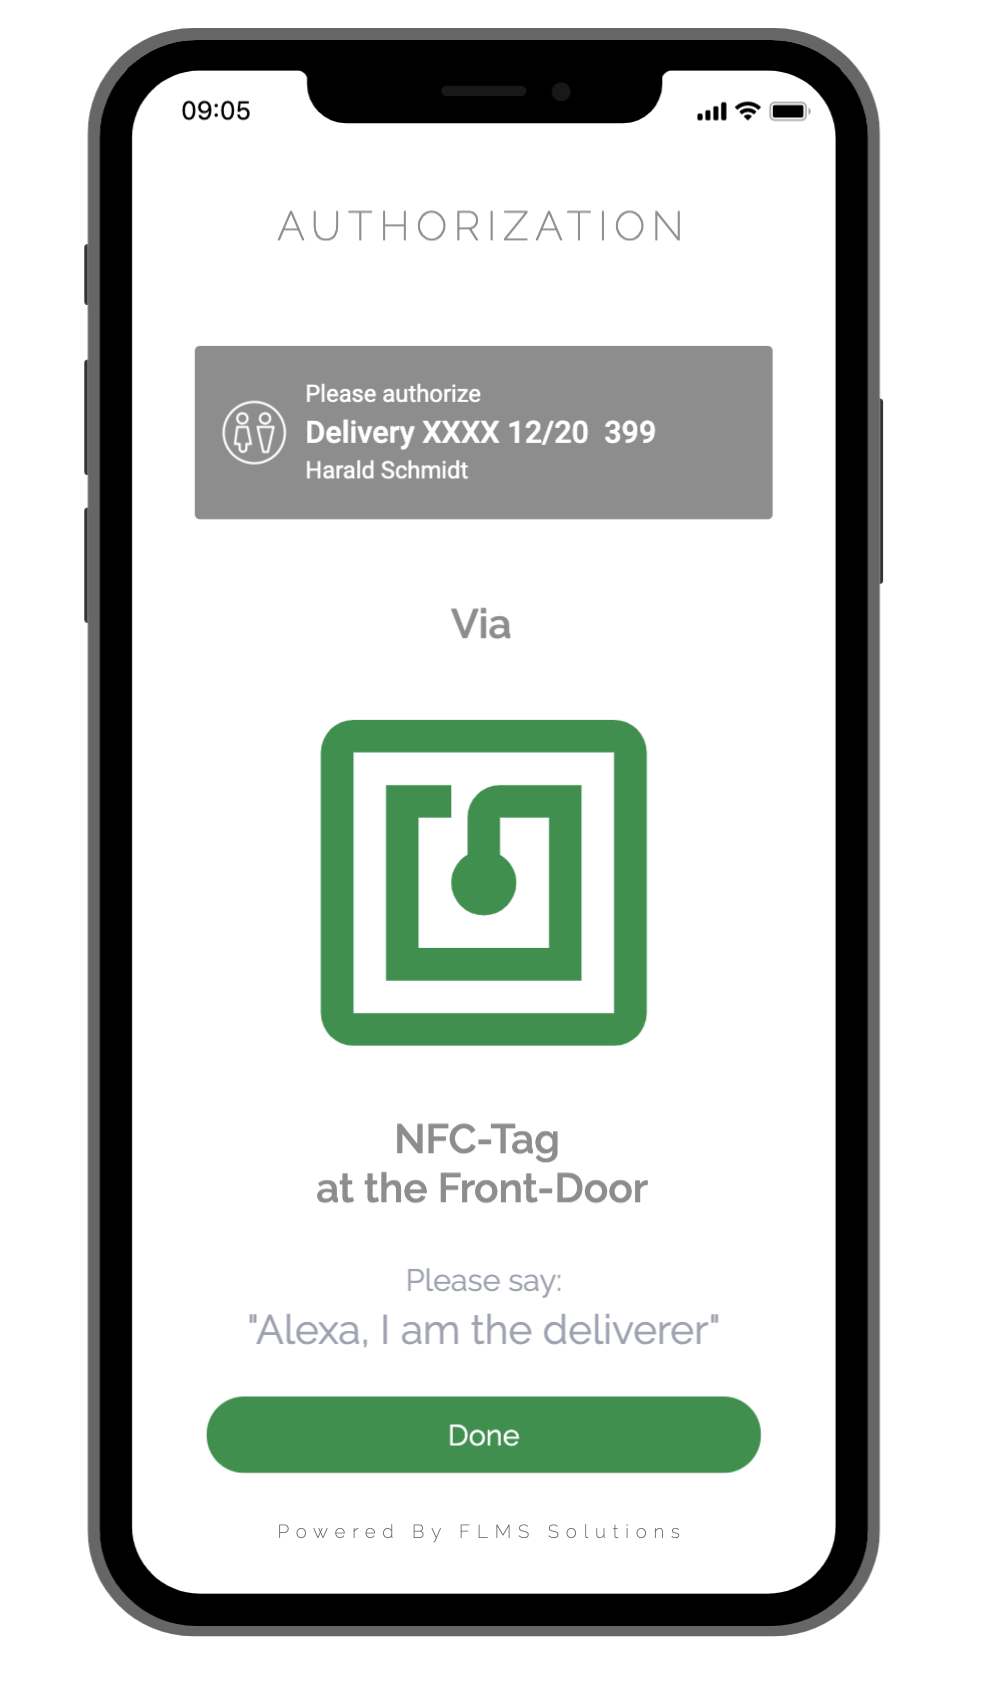 09:05
AUTHORIZATION
Please authorize
Delivery XXXX 12/20  399
Harald Schmidt
Via
NFC-Tag
at the Front-Door
Please say:
"Alexa, I am the deliverer"
Done
Powered By FLMS Solutions